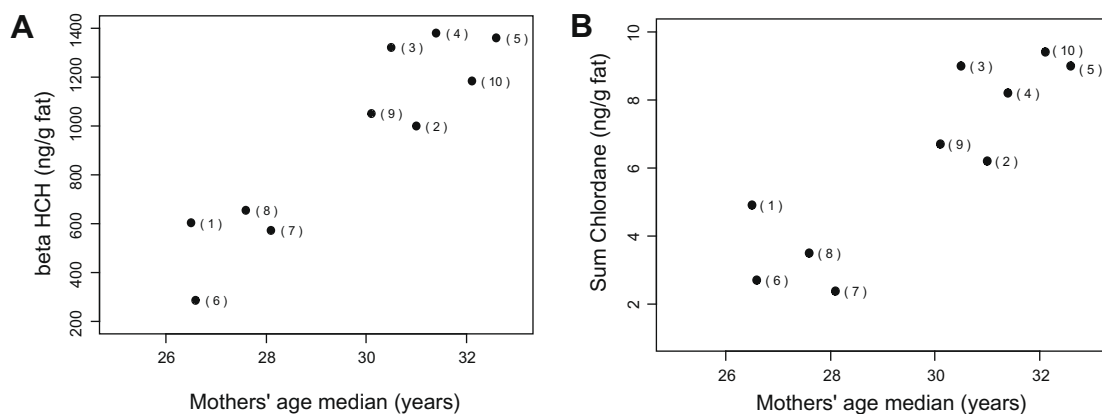 A
beta HCH (ng/g fat)
1400
1200
1000
800
600
400
200
( 4 )
( 5 )
( 3 )
( 10 )
( 9 )
( 2 )
( 8 )
( 1 )
( 7 )
( 6 )
26 28 30 32
Mothers' age median (years)
B
Sum Chlordane (ng/g fat)
10
8
6
4
2
( 10 )
( 3 )
( 5 )
( 4 )
( 9 )
( 2 )
( 1 )
( 8 )
( 6 )
( 7 )
26 28 30 32
Mothers' age median (years)